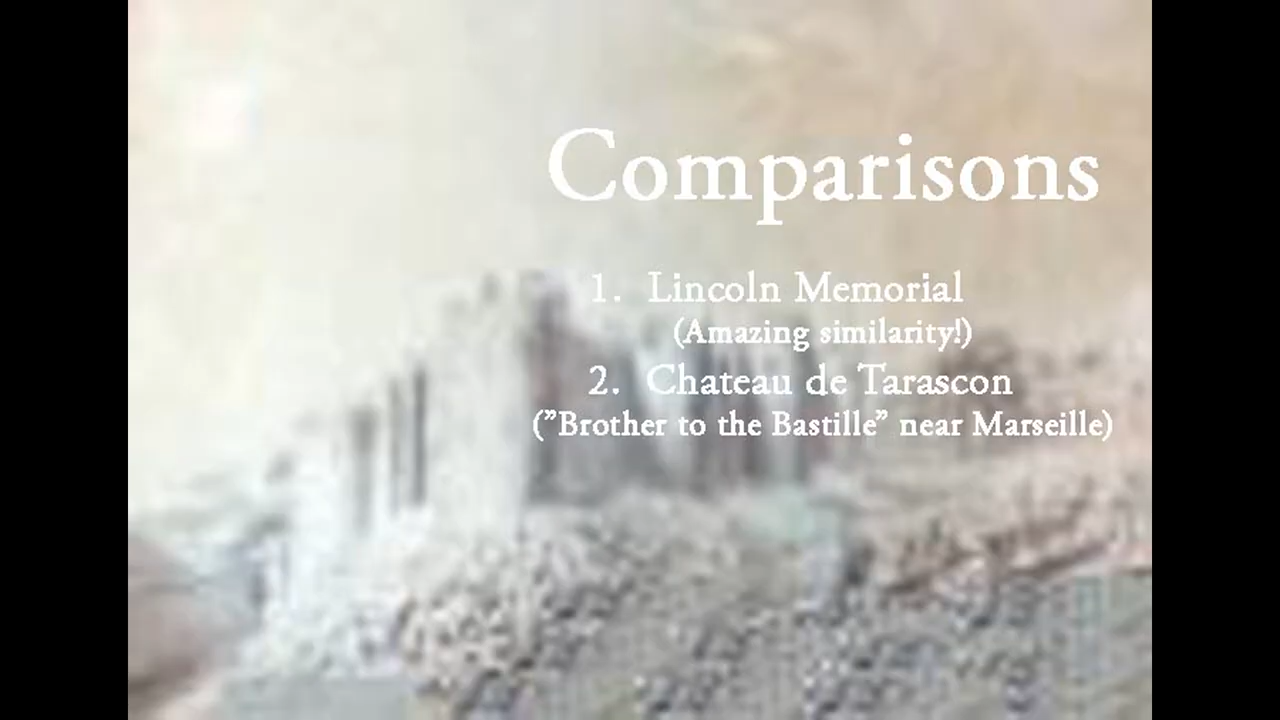 Comparisons
1. Lincoln Memorial
(Amazing similarity!)
2. Chateau de Tarascon
(”Brother to the Bastille” near Marseille)